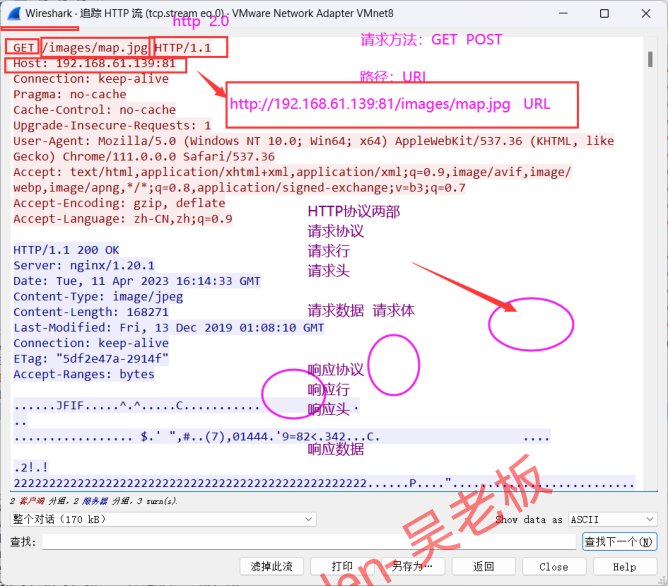 Wireshark · 追踪 HTTP 流 (tcp.stream eq 0) · VMware Network Adapter VMnet8
http 2.0
GET /images/map.jpg HTTP/1.1
请求方法：GET POST
Host: 192.168.61.139:81
路径：URI
Connection: keep-alive
Pragma: no-cache
http://192.168.61.139:81/images/map.jpg URL
Cache-Control: no-cache
Upgrade-Insecure-Requests: 1
User-Agent: Mozilla/5.0 (Windows NT 10.0; Win64; x64) AppleWebKit/537.36 (KHTML, like
Gecko) Chrome/111.0.0.0 Safari/537.36
Accept: text/html,application/xhtml+xml,application/xml;q=0.9,image/avif,image/
webp,image/apng,*/*;q=0.8,application/signed-exchange;v=b3;q=0.7
Accept-Encoding: gzip, deflate
Accept-Language: zh-CN,zh;q=0.9
HTTP协议两部
请求协议
请求行
请求头
HTTP/1.1 200 OK
Server: nginx/1.20.1
Date: Tue, 11 Apr 2023 16:14:33 GMT
Content-Type: image/jpeg
Content-Length: 168271
请求数据 请求体
Last-Modified: Fri, 13 Dec 2019 01:08:10 GMT
Connection: keep-alive
ETag: "5df2e47a-2914f"
Accept-Ranges: bytes
响应协议
响应行
响应头
......JFIF.....^.^.....C........... .
..
................ $.' ",#..(7),01444.'9=82<.342...C. ....
响应数据
.2!.!
22222222222222222222222222222222222222222222222222......P...."..........................
2 客户端 分组, 2 服务器 分组, 3 turn(s).
整个对话 (170 kB)
Show data as ASCII
查找:
查找下一个(N)
滤掉此流
打印
另存为…
返回
Close
Help
len- 吴老板